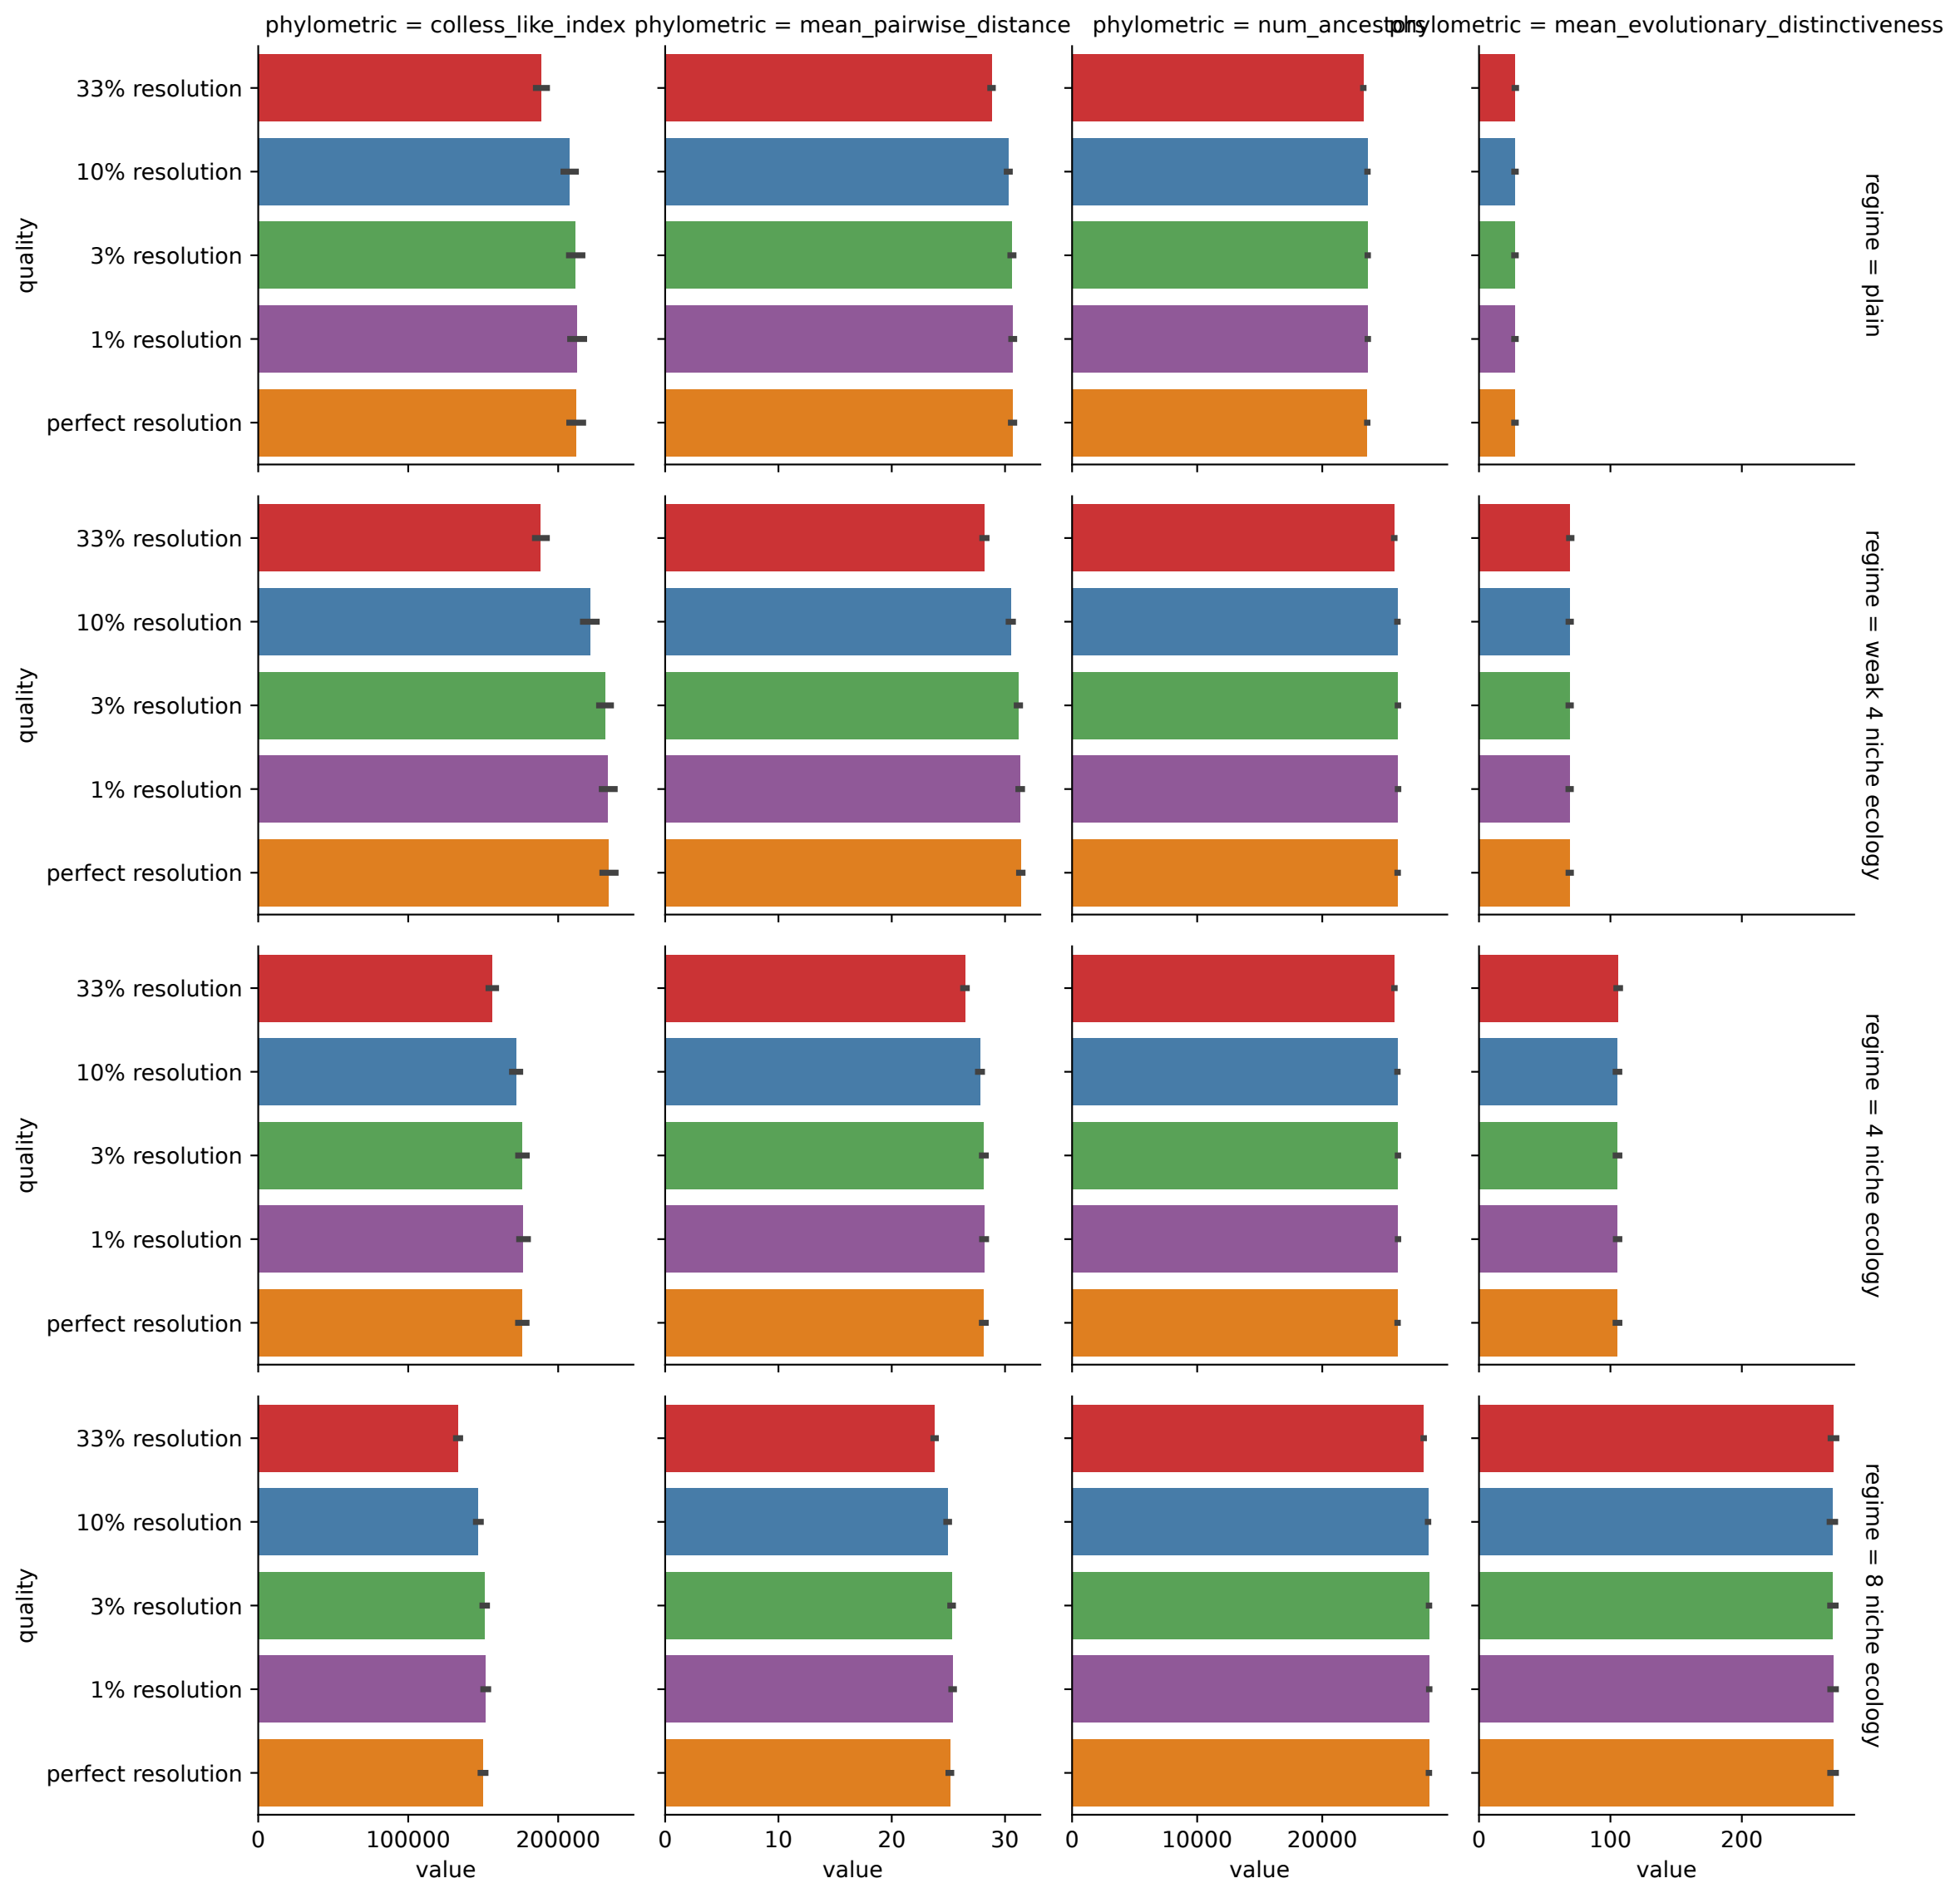 phylometric = colless_like_index
phylometric = mean_pairwise_distance
phylometric = num_ancestors
phylometric = mean_evolutionary_distinctiveness
quality
33% resolution
10% resolution
3% resolution
1% resolution
perfect resolution
regime = plain
quality
33% resolution
10% resolution
3% resolution
1% resolution
perfect resolution
regime = weak 4 niche ecology
quality
33% resolution
10% resolution
3% resolution
1% resolution
perfect resolution
regime = 4 niche ecology
quality
33% resolution
10% resolution
3% resolution
1% resolution
perfect resolution
regime = 8 niche ecology
0 100000 200000
value
0 10 20 30
value
0 10000 20000
value
0 100 200
value